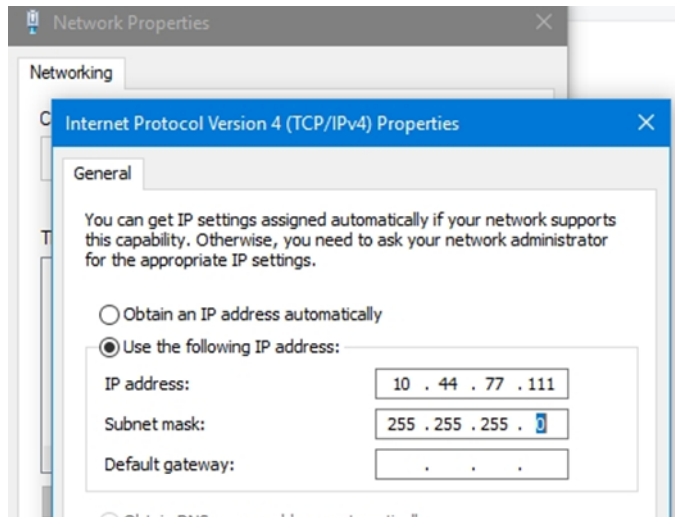 Network Properties
Networking
Internet Protocol Version 4 (TCP/IPv4) Properties
General
You can get IP settings assigned automatically if your network supports
this capability. Otherwise, you need to ask your network administrator
for the appropriate IP settings.
Obtain an IP address automatically
Use the following IP address:
IP address: 10 . 44 . 77 . 111
Subnet mask: 255 . 255 . 255 . 0
Default gateway: . . .